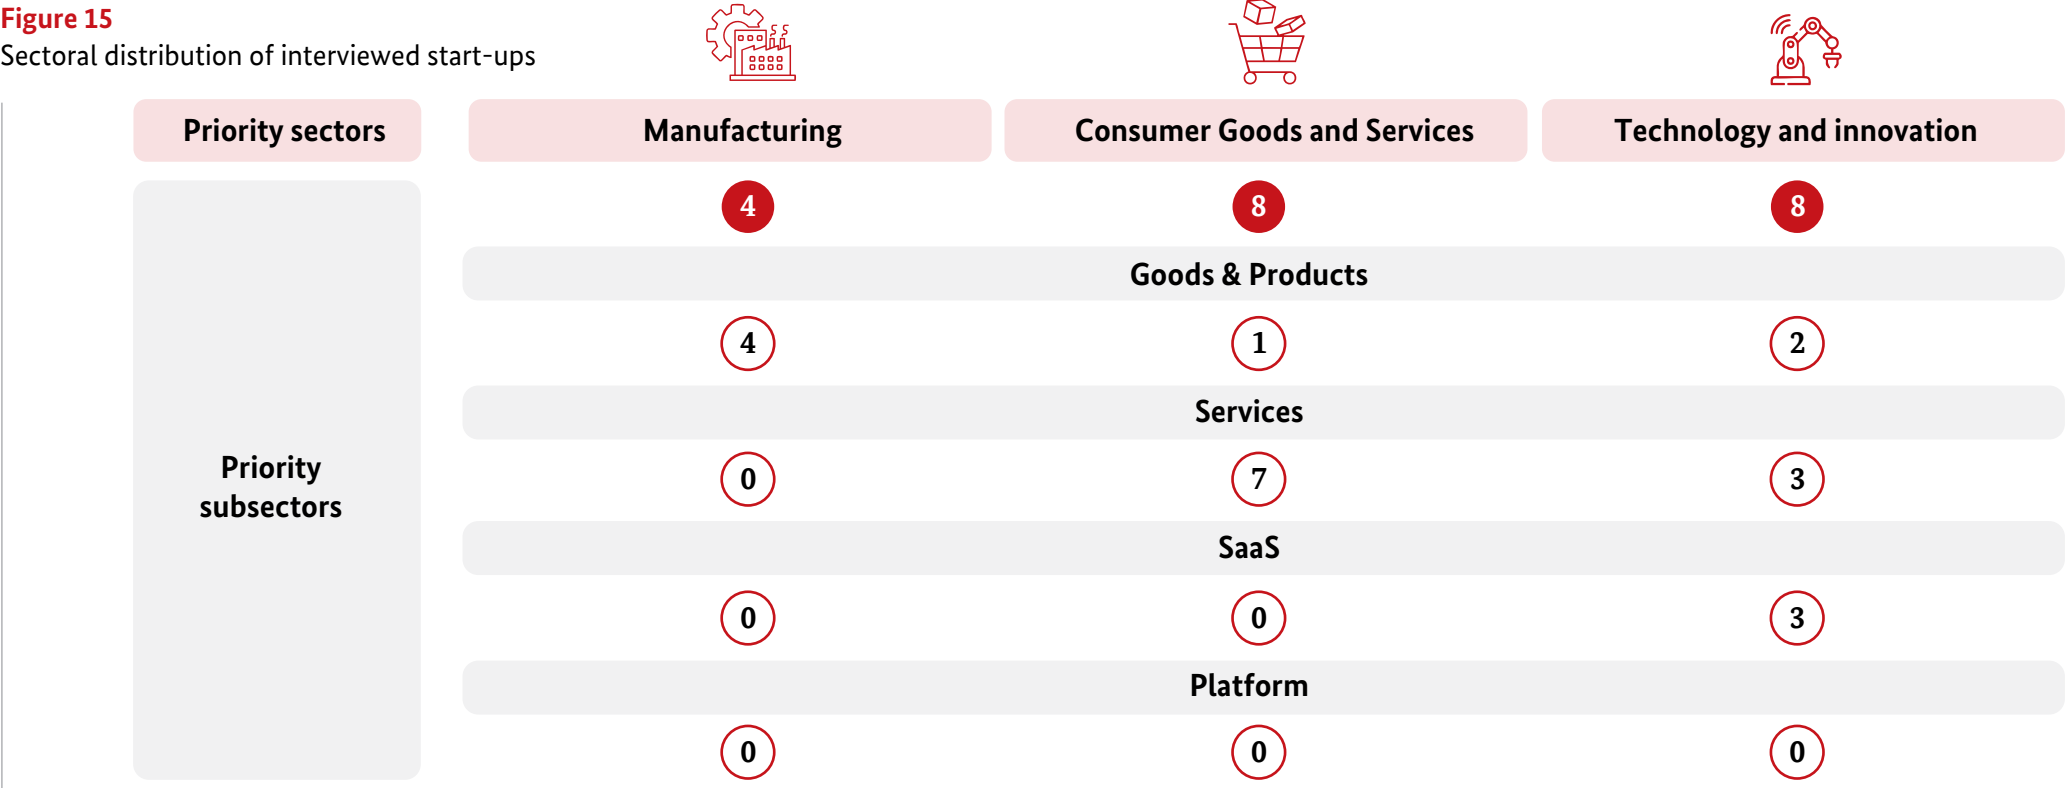 Figure 15
Sectoral distribution of interviewed start-ups
Priority sectors
Manufacturing
Consumer Goods and Services
Technology and innovation
4
8
8
Goods & Products
4
1
2
Services
0
7
3
Priority
subsectors
SaaS
0
0
3
Platform
0
0
0